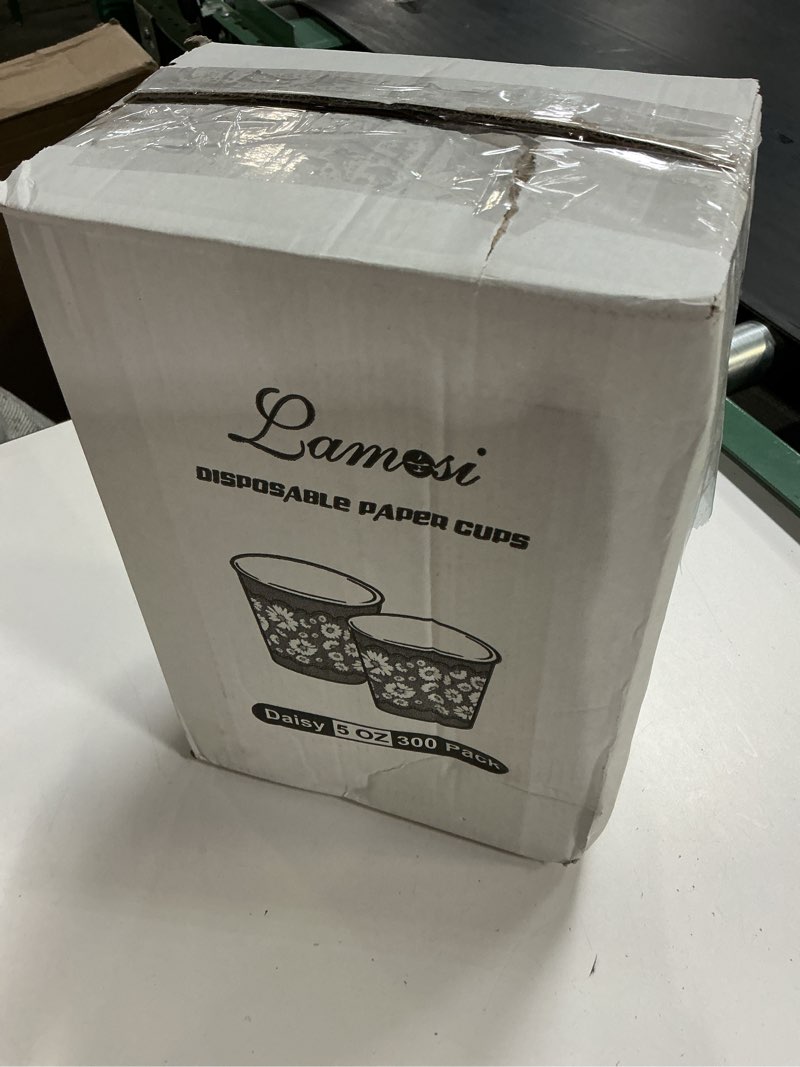 Lamosi
DISPOSABLE PAPER CUPS
Daisy 5 OZ 300 Pack